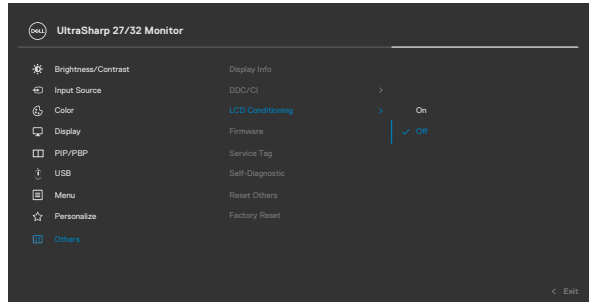 DELL UltraSharp 27/32 Monitor
Brightness/Contrast Display Info
Input Source DDC/CI >
Color LCD Conditioning > On
Display Firmware ✓ Off
PIP/PBP Service Tag
USB Self-Diagnostic
Menu Reset Others
Personalize Factory Reset
Others
< Exit